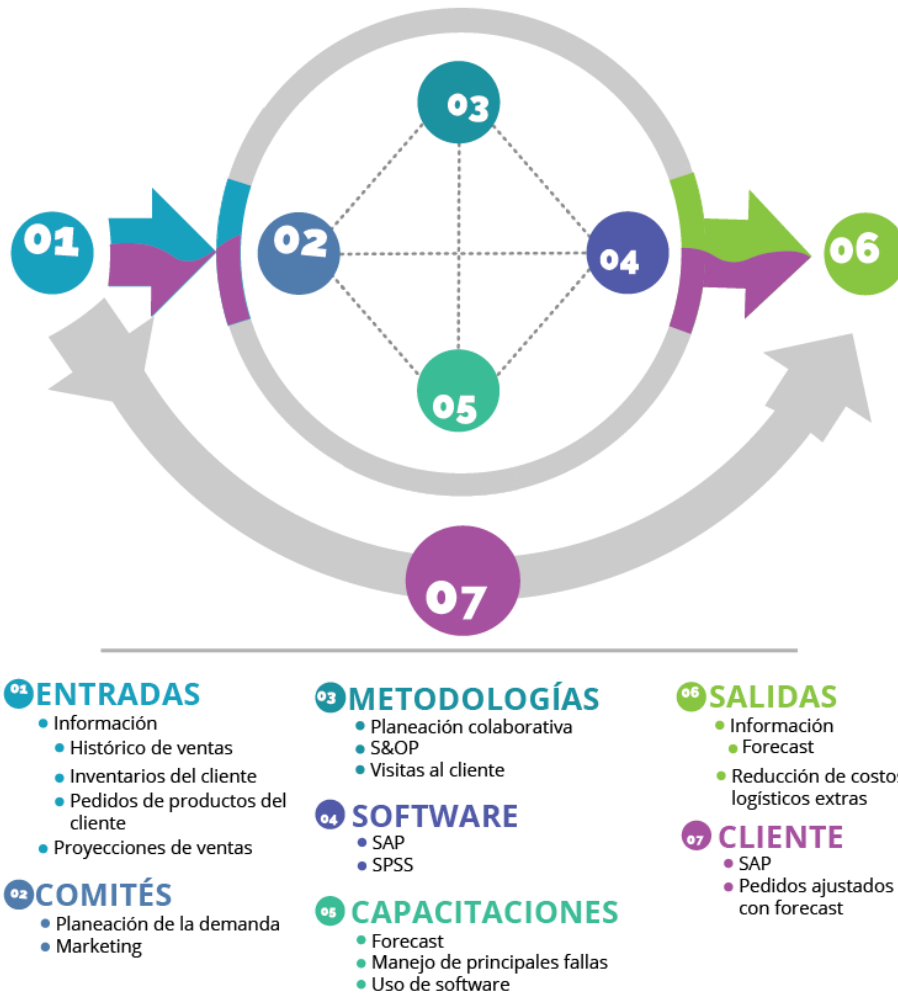 03
01
02
04
06
05
07
01 ENTRADAS
Información
Histórico de ventas
Inventarios del cliente
Pedidos de productos del
cliente
Proyecciones de ventas
02 COMITÉS
Planeación de la demanda
Marketing
03 METODOLOGÍAS
Planeación colaborativa
S&OP
Visitas al cliente
04 SOFTWARE
SAP
SPSS
05 CAPACITACIONES
Forecast
Manejo de principales fallas
Uso de software
06 SALIDAS
Información
Forecast
Reducción de costos
logísticos extras
07 CLIENTE
SAP
Pedidos ajustados
con forecast